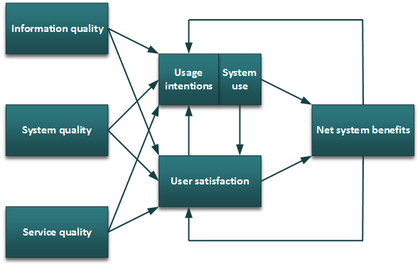 Information quality
Usage
intentions
System
use
System quality
Net system benefits
User satisfaction
Service quality